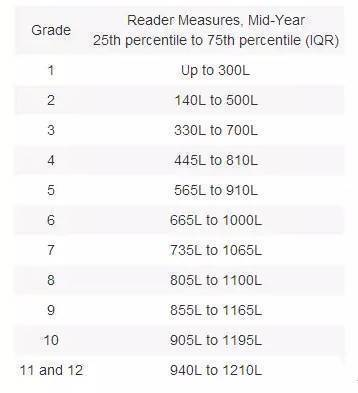 Grade
Reader Measures, Mid-Year
25th percentile to 75th percentile (IQR)
1 Up to 300L
2 140L to 500L
3 330L to 700L
4 445L to 810L
5 565L to 910L
6 665L to 1000L
7 735L to 1065L
8 805L to 1100L
9 855L to 1165L
10 905L to 1195L
11 and 12 940L to 1210L